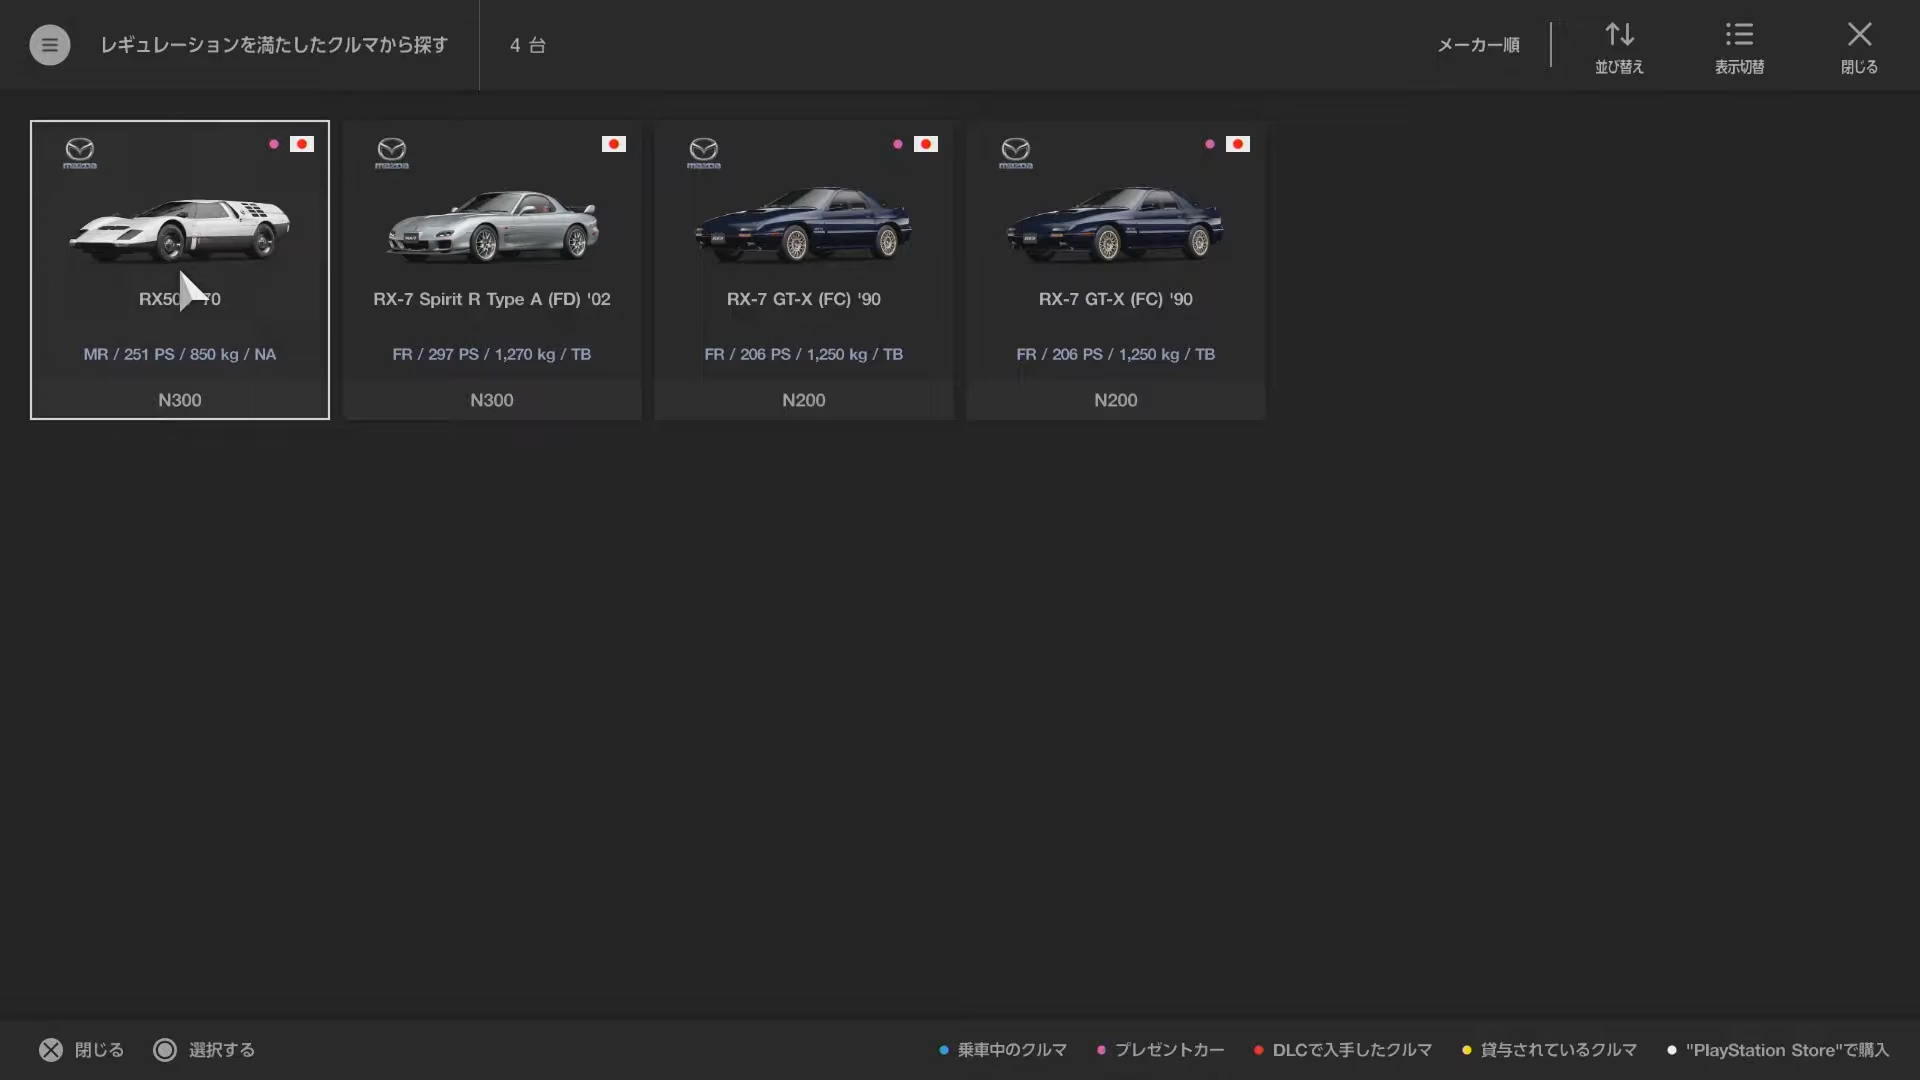 レギュレーションを満たしたクルマから探す
4 台
メーカー順
並び替え
表示切替
閉じる
mazda
RX50 70
MR / 251 PS / 850 kg / NA
N300
mazda
RX-7 Spirit R Type A (FD) '02
FR / 297 PS / 1,270 kg / TB
N300
mazda
RX-7 GT-X (FC) '90
FR / 206 PS / 1,250 kg / TB
N200
mazda
RX-7 GT-X (FC) '90
FR / 206 PS / 1,250 kg / TB
N200
閉じる
選択する
乗車中のクルマ
プレゼントカー
DLCで入手したクルマ
貸与されているクルマ
"PlayStation Store"で購入